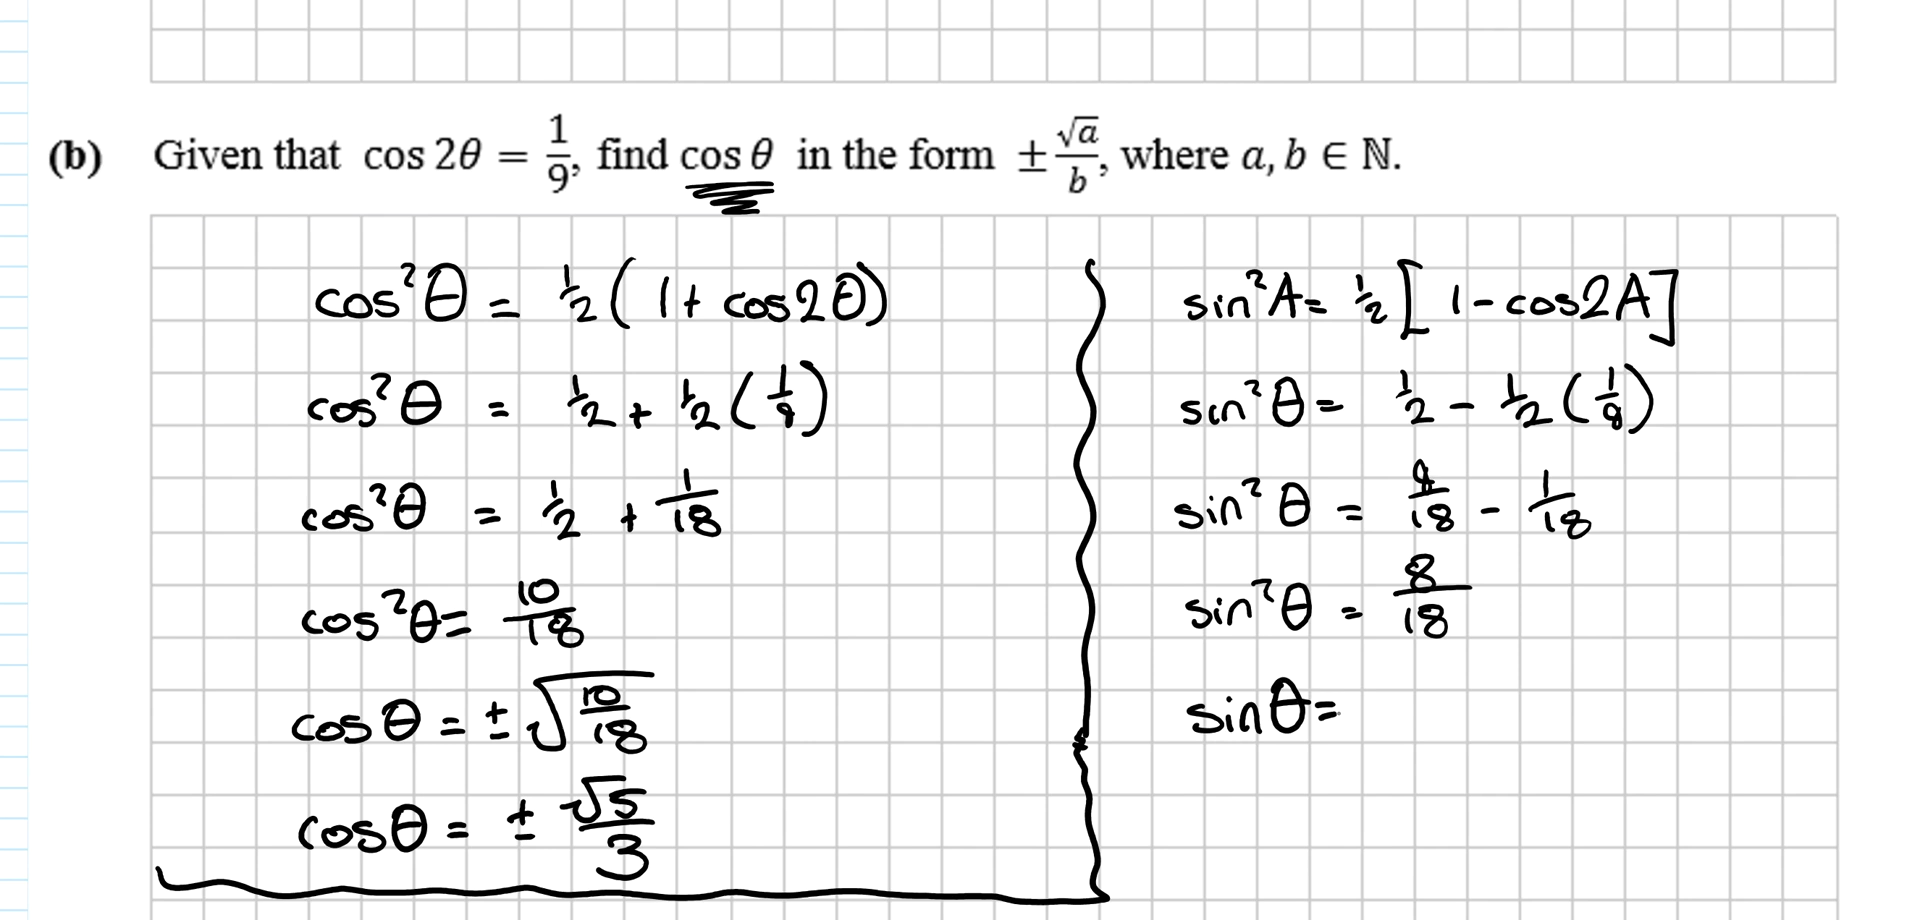 (b) Given that cos 2θ = 1/9, find cos θ in the form ± √a/b, where a, b ∈ ℕ.
cos²θ = ½(1 + cos2θ)
cos²θ = ½ + ½(1/9)
cos²θ = ½ + 1/18
cos²θ = 10/18
cosθ = ± √(10/18)
cosθ = ± √5/3
sin²A = ½[1 - cos2A]
sin²θ = ½ - ½(1/9)
sin²θ = 9/18 - 1/18
sin²θ = 8/18
sinθ =